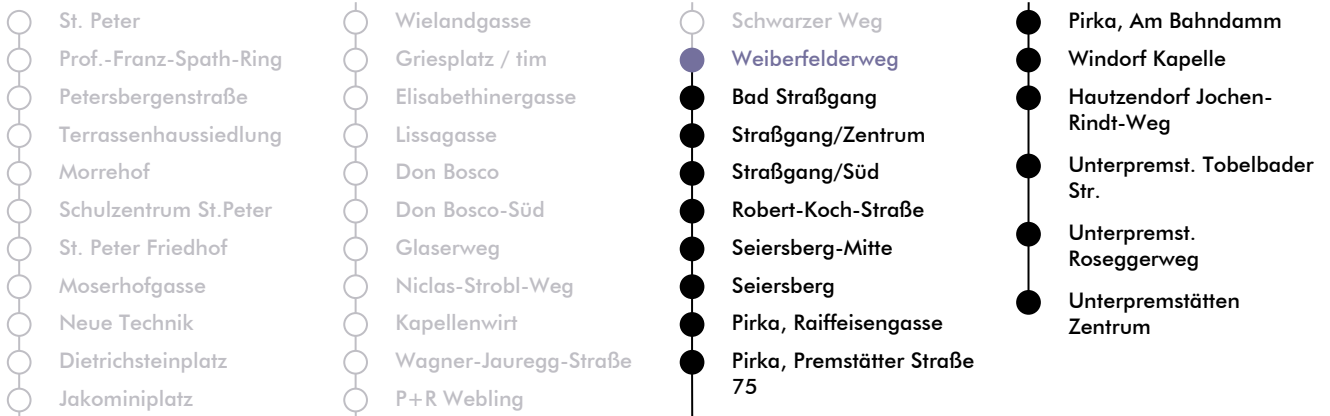 St. Peter
Prof.-Franz-Spath-Ring
Petersbergenstraße
Terrassenhaussiedlung
Morrehof
Schulzentrum St.Peter
St. Peter Friedhof
Moserhofgasse
Neue Technik
Dietrichsteinplatz
Jakominiplatz
Wielandgasse
Griesplatz / tim
Elisabethinergasse
Lissagasse
Don Bosco
Don Bosco-Süd
Glaserweg
Niclas-Strobl-Weg
Kapellenwirt
Wagner-Jauregg-Straße
P+R Webling
Schwarzer Weg
Weiberfelderweg
Bad Straßgang
Straßgang/Zentrum
Straßgang/Süd
Robert-Koch-Straße
Seiersberg-Mitte
Seiersberg
Pirka, Raiffeisengasse
Pirka, Premstätter Straße
75
Pirka, Am Bahndamm
Windorf Kapelle
Hautzendorf Jochen-
Rindt-Weg
Unterpremst. Tobelbader
Str.
Unterpremst.
Roseggerweg
Unterpremstätten
Zentrum